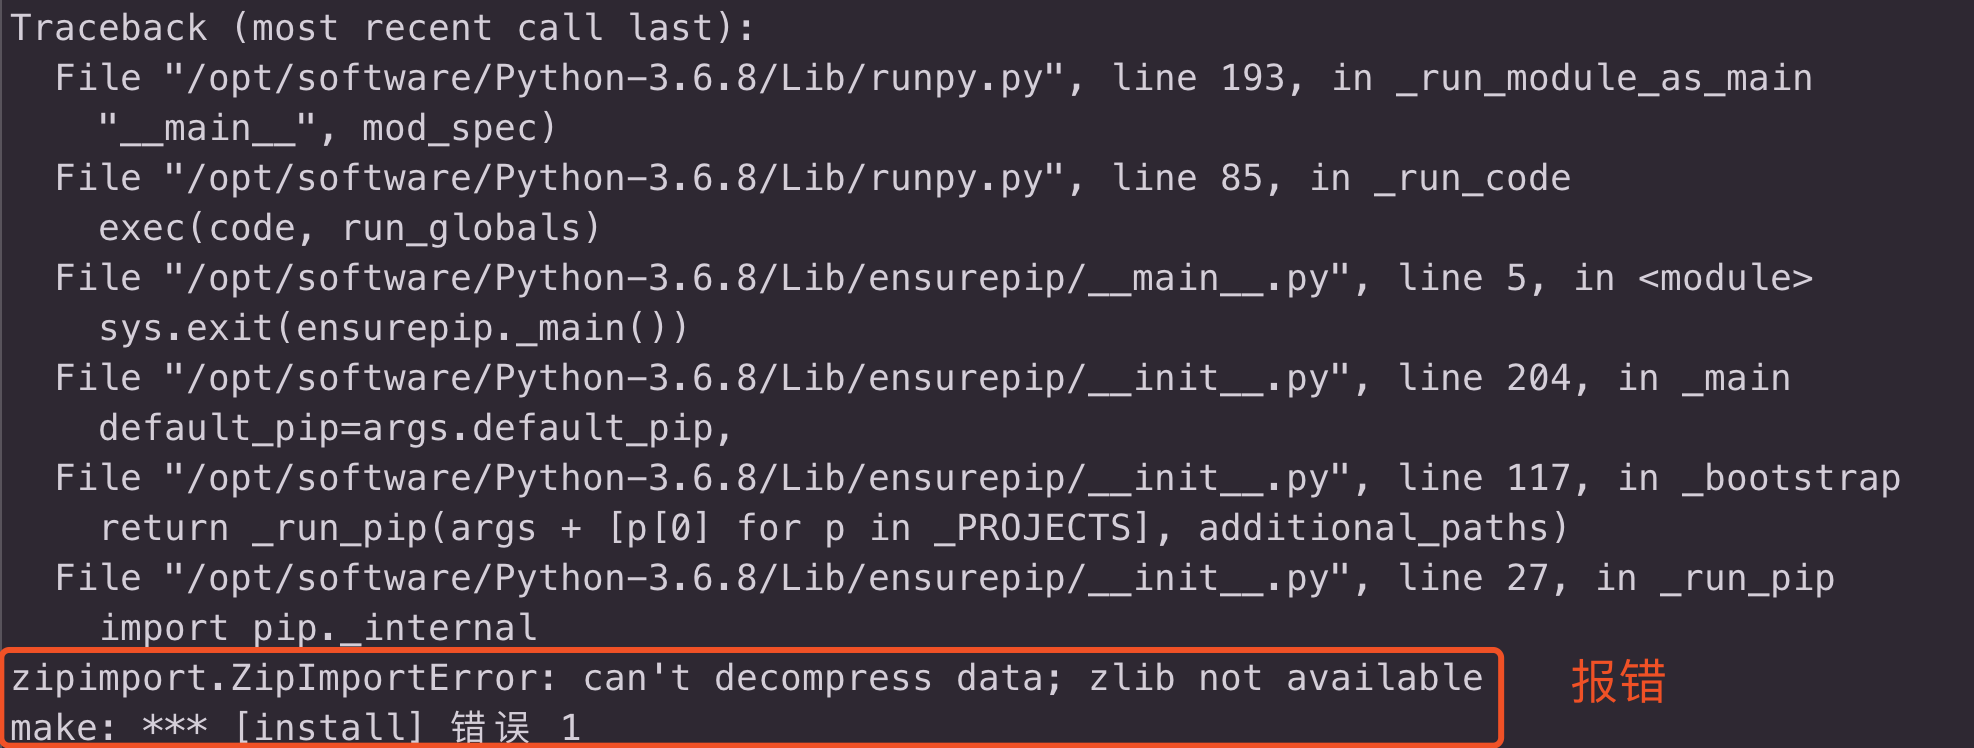 Traceback (most recent call last):
  File "/opt/software/Python-3.6.8/Lib/runpy.py", line 193, in _run_module_as_main
    "__main__", mod_spec)
  File "/opt/software/Python-3.6.8/Lib/runpy.py", line 85, in _run_code
    exec(code, run_globals)
  File "/opt/software/Python-3.6.8/Lib/ensurepip/__main__.py", line 5, in <module>
    sys.exit(ensurepip._main())
  File "/opt/software/Python-3.6.8/Lib/ensurepip/__init__.py", line 204, in _main
    default_pip=args.default_pip,
  File "/opt/software/Python-3.6.8/Lib/ensurepip/__init__.py", line 117, in _bootstrap
    return _run_pip(args + [p[0] for p in _PROJECTS], additional_paths)
  File "/opt/software/Python-3.6.8/Lib/ensurepip/__init__.py", line 27, in _run_pip
    import pip._internal
zipimport.ZipImportError: can't decompress data; zlib not available
报错
make: *** [install] 错误 1